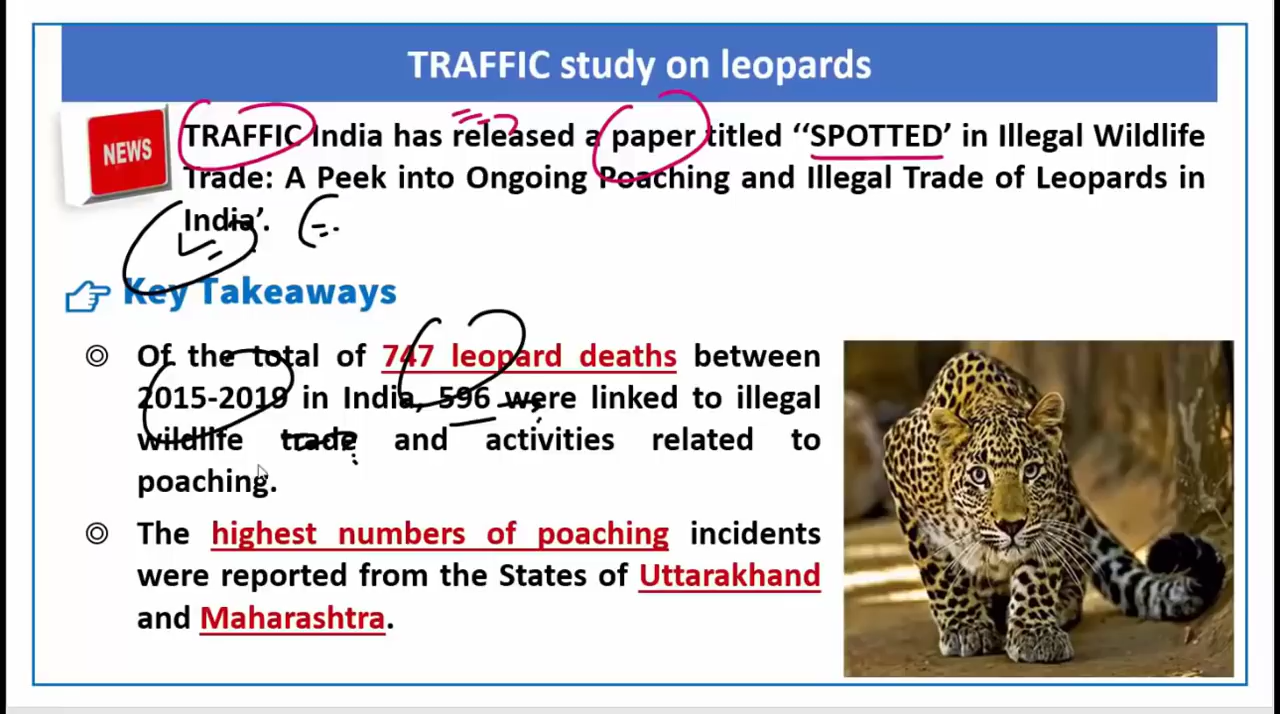 TRAFFIC study on leopards
NEWS
TRAFFIC India has released a paper titled ‘‘SPOTTED’ in Illegal Wildlife
Trade: A Peek into Ongoing Poaching and Illegal Trade of Leopards in
India’.
Key Takeaways
Of the total of 747 leopard deaths between
2015-2019 in India, 596 were linked to illegal
wildlife trade and activities related to
poaching.
The highest numbers of poaching incidents
were reported from the States of Uttarakhand
and Maharashtra.